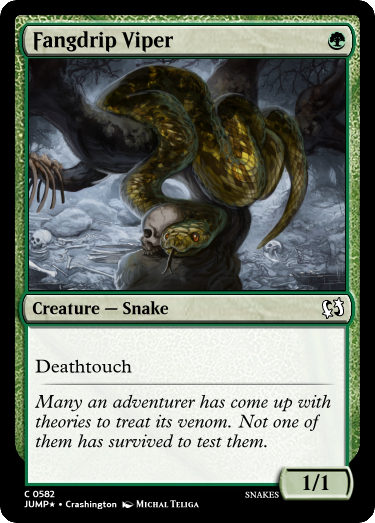 Fangdrip Viper
Creature — Snake
Deathtouch
Many an adventurer has come up with
theories to treat its venom. Not one of
them has survived to test them.
1/1
C 0582
SNAKES
JUMP★ • Crashington Michal Teliga